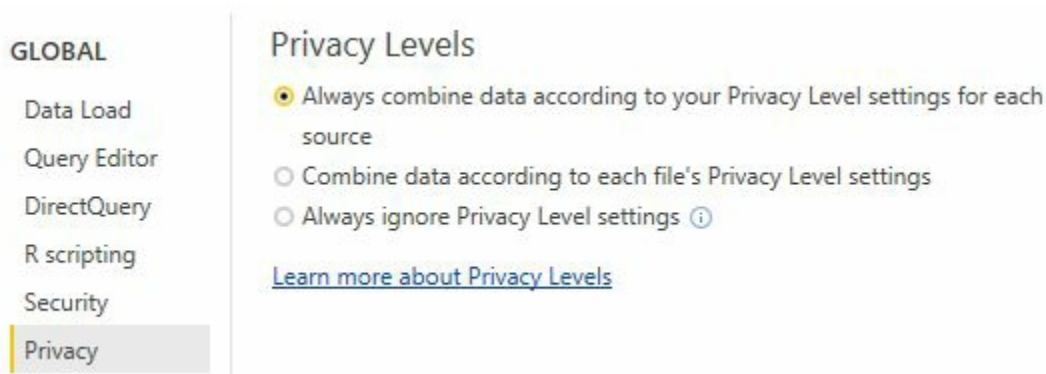 GLOBAL
Data Load
Query Editor
DirectQuery
R scripting
Security
Privacy
Privacy Levels
Always combine data according to your Privacy Level settings for each
source
Combine data according to each file's Privacy Level settings
Always ignore Privacy Level settings
Learn more about Privacy Levels